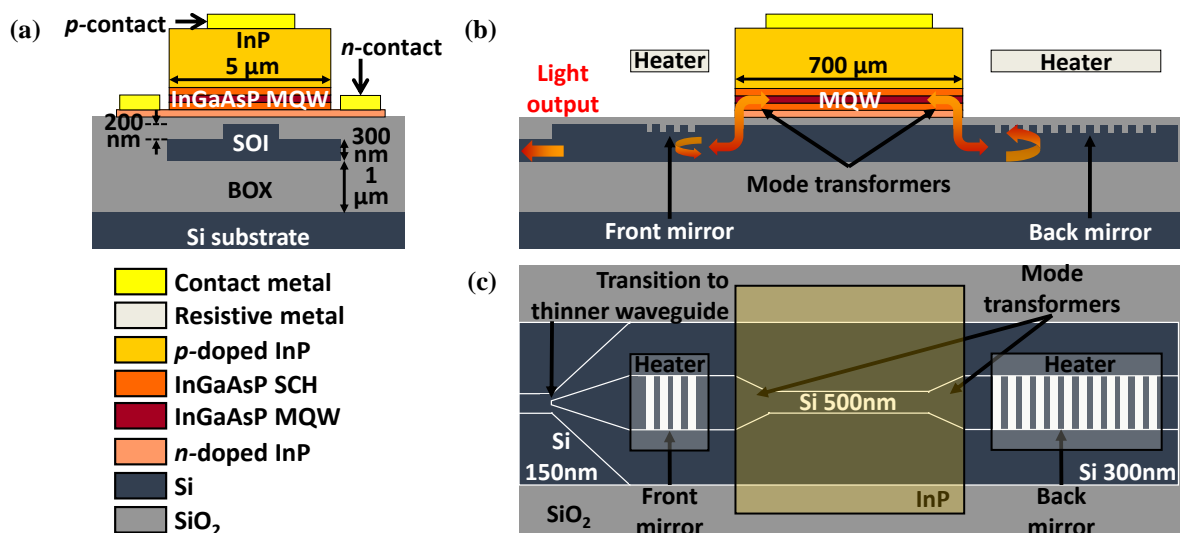 (a)
p-contact
InP
5 µm
n-contact
InGaAsP MQW
200
nm
SOI
300
nm
BOX
1
µm
Si substrate
Contact metal
Resistive metal
p-doped InP
InGaAsP SCH
InGaAsP MQW
n-doped InP
Si
SiO2
(b)
Light
output
Heater
700 µm
Heater
MQW
Mode transformers
Front mirror
Back mirror
(c)
Transition to
thinner waveguide
Mode
transformers
Heater
Heater
Si 500nm
Si
150nm
Si 300nm
Front
mirror
InP
Back
mirror
SiO2